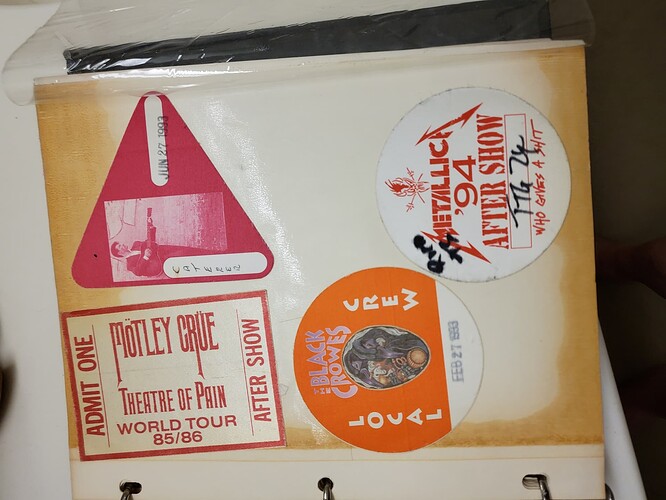 JUN 27 1993
CATERER
METALLICA
'94
AFTER SHOW
WHO GIVES A SHIT
ADMIT ONE
MÖTLEY CRÜE
THEATRE OF PAIN
WORLD TOUR
85/86
AFTER SHOW
CREW
THE BLACK
CROWES
LOCAL
FEB 27 1993